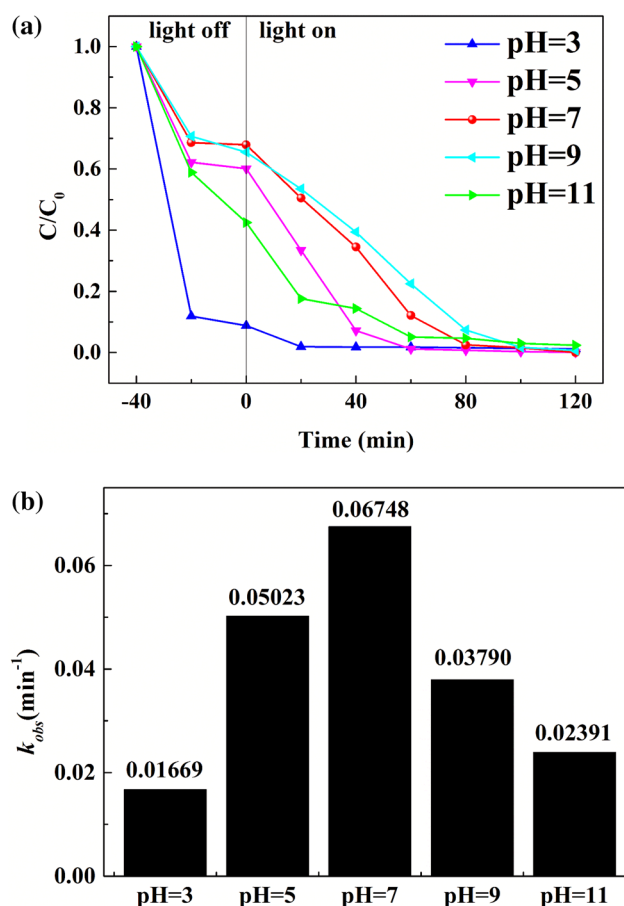 (a)
light off light on
pH=3
pH=5
pH=7
pH=9
pH=11
C/C0
1.0
0.8
0.6
0.4
0.2
0.0
-40 0 40 80 120
Time (min)
(b)
kobs(min-1)
0.06
0.04
0.02
0.00
0.01669
0.05023
0.06748
0.03790
0.02391
pH=3 pH=5 pH=7 pH=9 pH=11